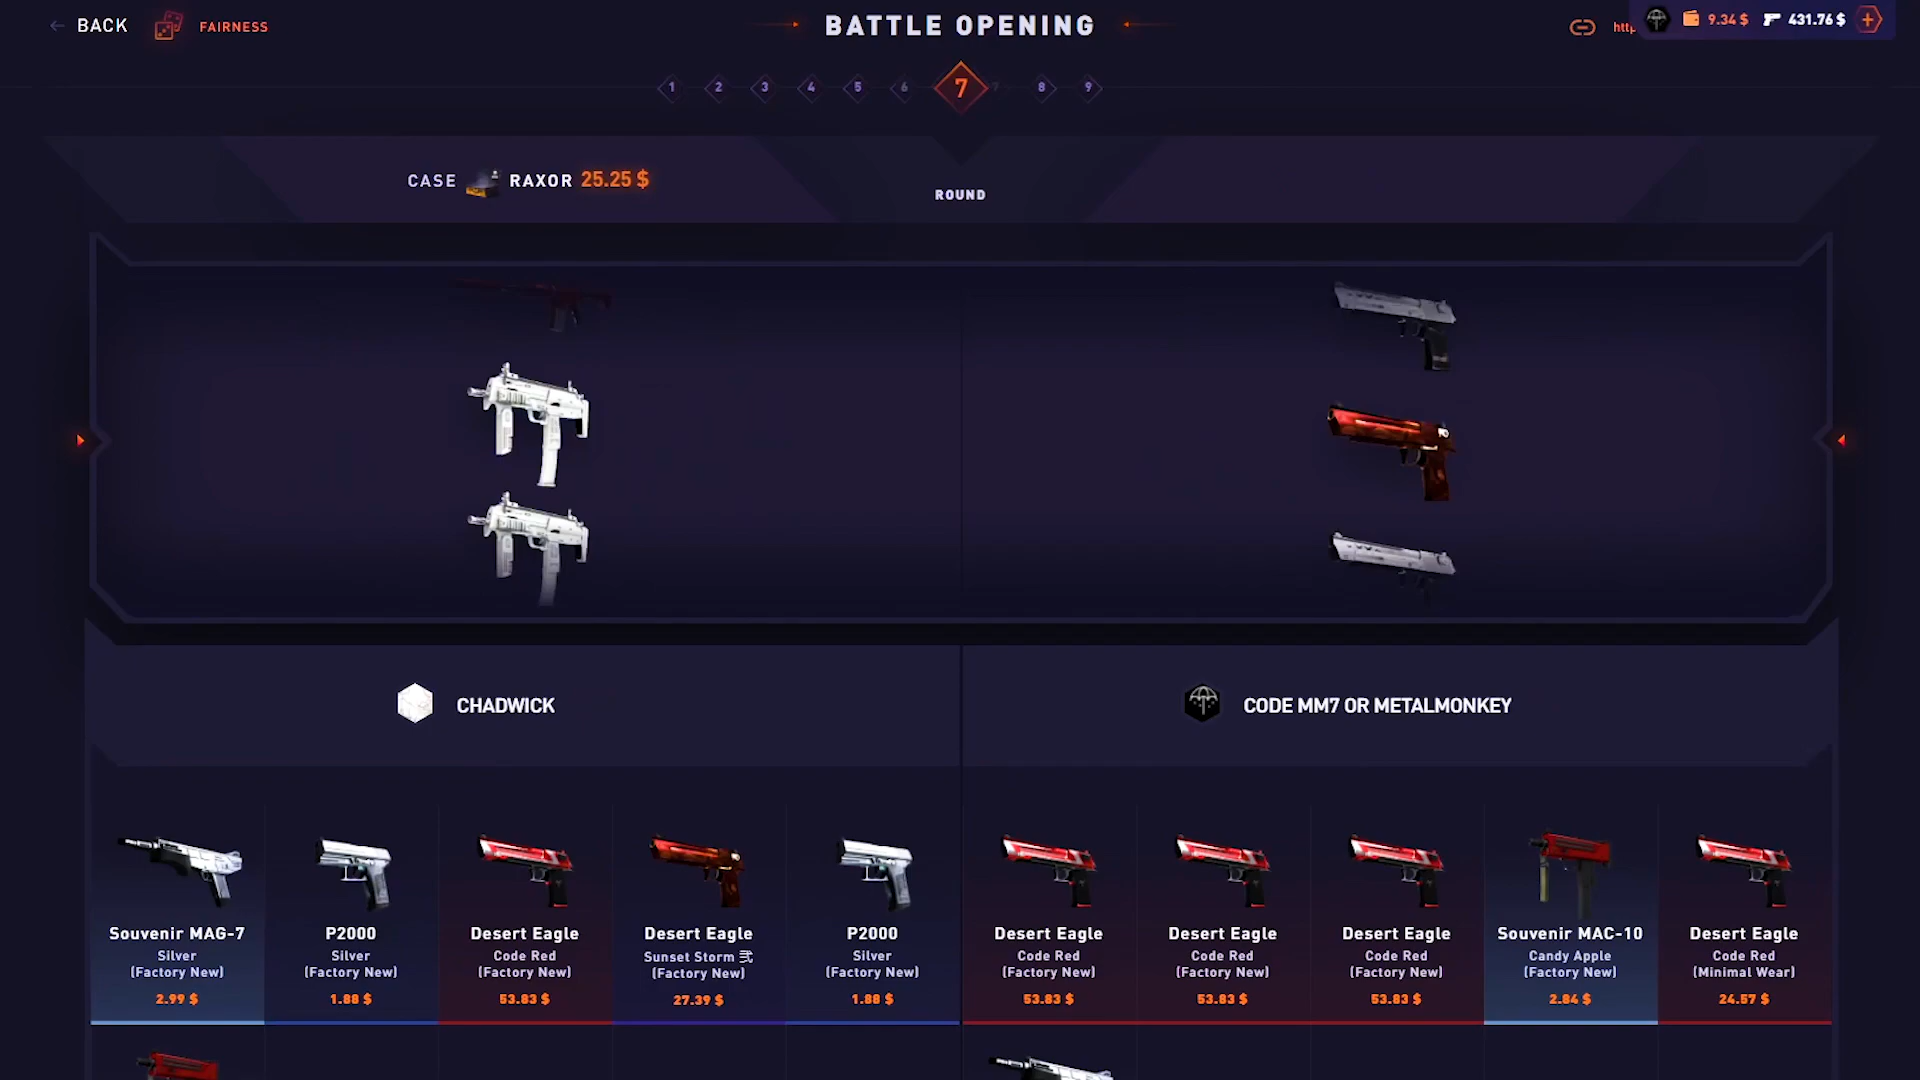 BACK
FAIRNESS
BATTLE OPENING
9.34 $
431.76 $
1 2 3 4 5 6 7 8 9
CASE RAXOR 25.25 $
ROUND
CHADWICK
CODE MM7 OR METALMONKEY
Souvenir MAG-7
Silver
(Factory New)
2.99 $
P2000
Silver
(Factory New)
1.88 $
Desert Eagle
Code Red
(Factory New)
53.83 $
Desert Eagle
Sunset Storm 弐
(Factory New)
27.39 $
P2000
Silver
(Factory New)
1.88 $
Desert Eagle
Code Red
(Factory New)
53.83 $
Desert Eagle
Code Red
(Factory New)
53.83 $
Desert Eagle
Code Red
(Factory New)
53.83 $
Souvenir MAC-10
Candy Apple
(Factory New)
2.84 $
Desert Eagle
Code Red
(Minimal Wear)
24.57 $